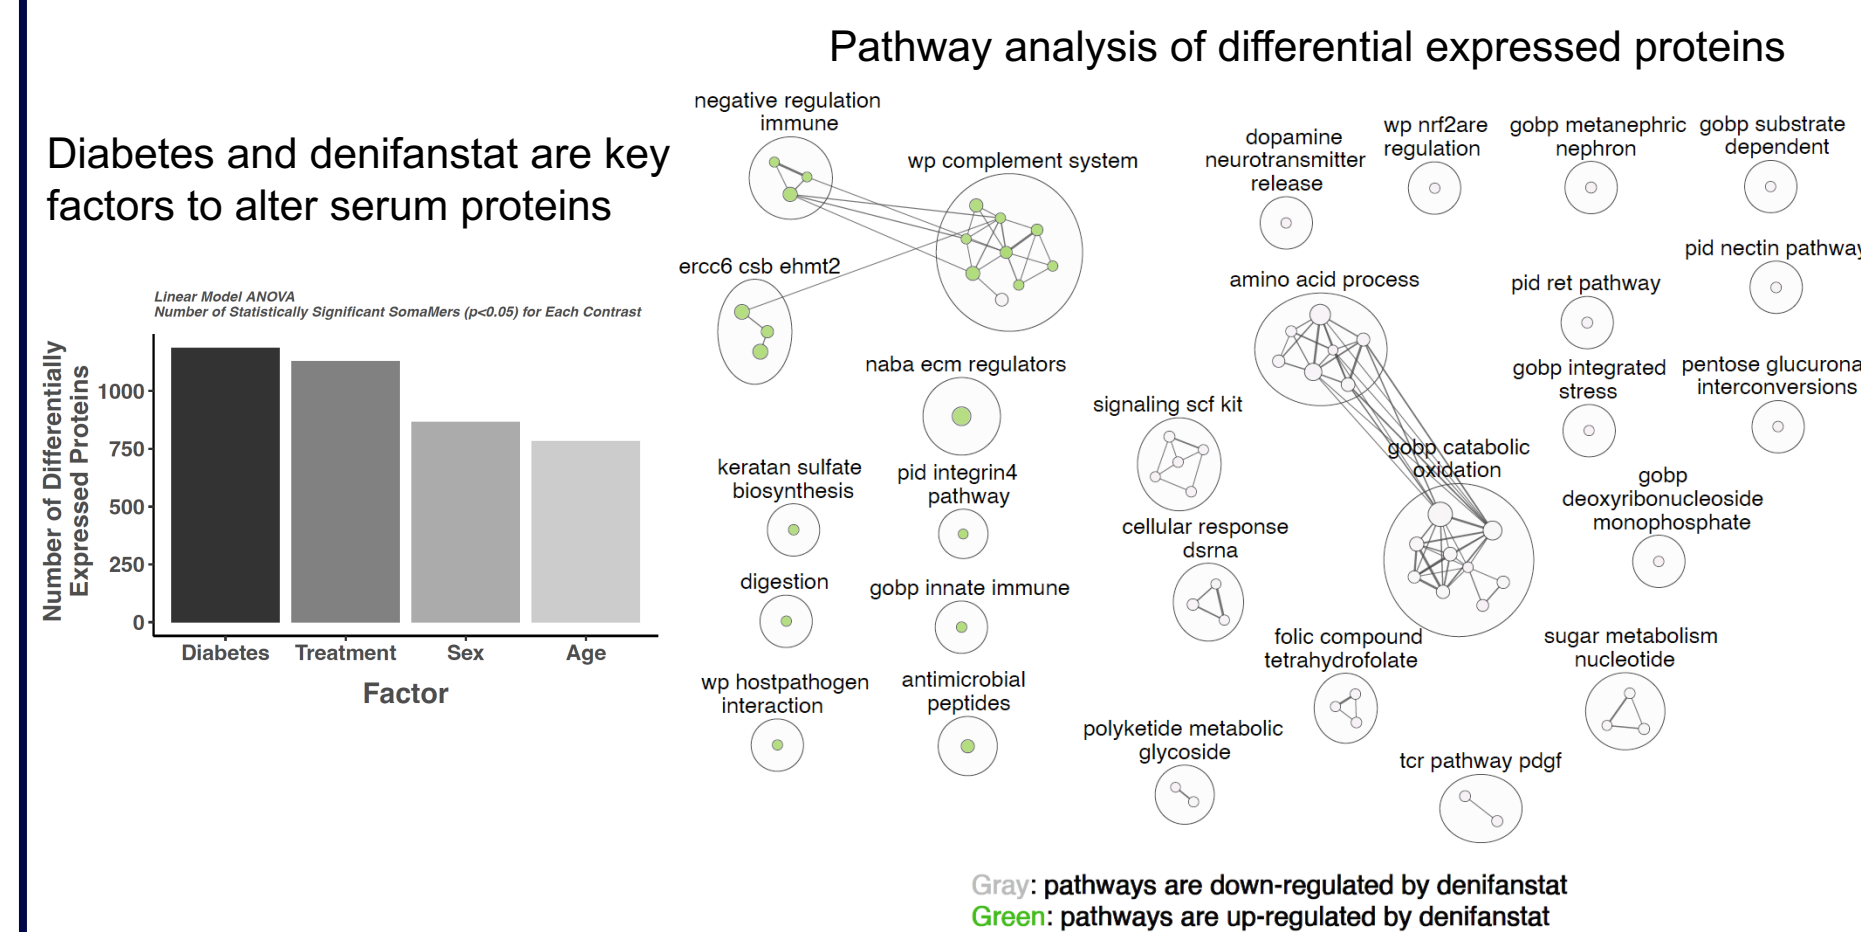 Pathway analysis of differential expressed proteins
Diabetes and denifanstat are key
factors to alter serum proteins
Linear Model ANOVA
Number of Statistically Significant SomaMers (p<0.05) for Each Contrast
Number of Differentially
Expressed Proteins
1000
750
500
250
0
Diabetes Treatment Sex Age
Factor
negative regulation
immune
wp complement system
ercc6 csb ehmt2
naba ecm regulators
keratan sulfate
biosynthesis
pid integrin4
pathway
digestion
gobp innate immune
wp hostpathogen
interaction
antimicrobial
peptides
dopamine
neurotransmitter
release
wp nrf2are
regulation
gobp metanephric
nephron
gobp substrate
dependent
pid nectin pathway
amino acid process
pid ret pathway
gobp integrated
stress
pentose glucurona
interconversions
signaling scf kit
gobp catabolic
oxidation
gobp
deoxyribonucleoside
monophosphate
cellular response
dsrna
folic compound
tetrahydrofolate
sugar metabolism
nucleotide
polyketide metabolic
glycoside
tcr pathway pdgf
Gray: pathways are down-regulated by denifanstat
Green: pathways are up-regulated by denifanstat